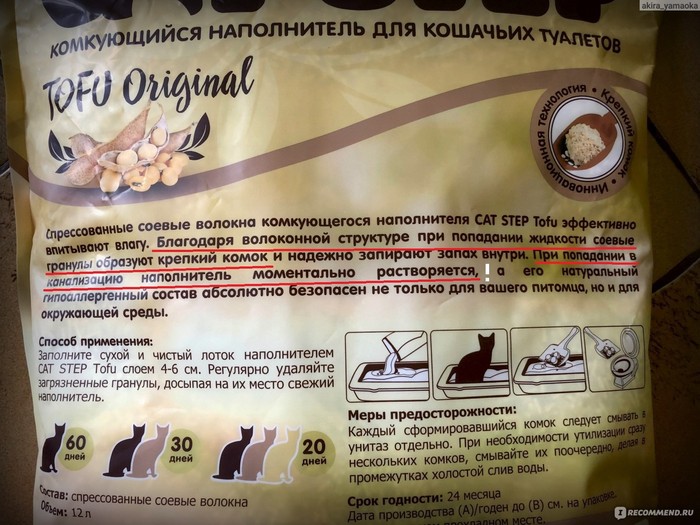 akira_yamaoka
CAT STEP
КОМКУЮЩИЙСЯ НАПОЛНИТЕЛЬ ДЛЯ КОШАЧЬИХ ТУАЛЕТОВ
TOFU Original
Инновационная технология • Крепкий комок •
Спрессованные соевые волокна комкующегося наполнителя CAT STEP Tofu эффективно
впитывают влагу. Благодаря волоконной структуре при попадании жидкости соевые
гранулы образуют крепкий комок и надежно запирают запах внутри. При попадании в
канализацию наполнитель моментально растворяется, а его натуральный
гипоаллергенный состав абсолютно безопасен не только для вашего питомца, но и для
окружающей среды.
Способ применения:
Заполните сухой и чистый лоток наполнителем
CAT STEP Tofu слоем 4-6 см. Регулярно удаляйте
загрязненные гранулы, досыпая на их место свежий
наполнитель.
60
дней
30
дней
20
дней
Состав: спрессованные соевые волокна
Объем: 12 л
Меры предосторожности:
Каждый сформировавшийся комок следует смывать в
унитаз отдельно. При необходимости утилизации сразу
нескольких комков, смывайте их поочередно, делая в
промежутках холостой слив воды.
Срок годности: 24 месяца
Дата производства (А)/годен до (В) см. на упаковке.
прохладном месте.
IRECOMMEND.RU